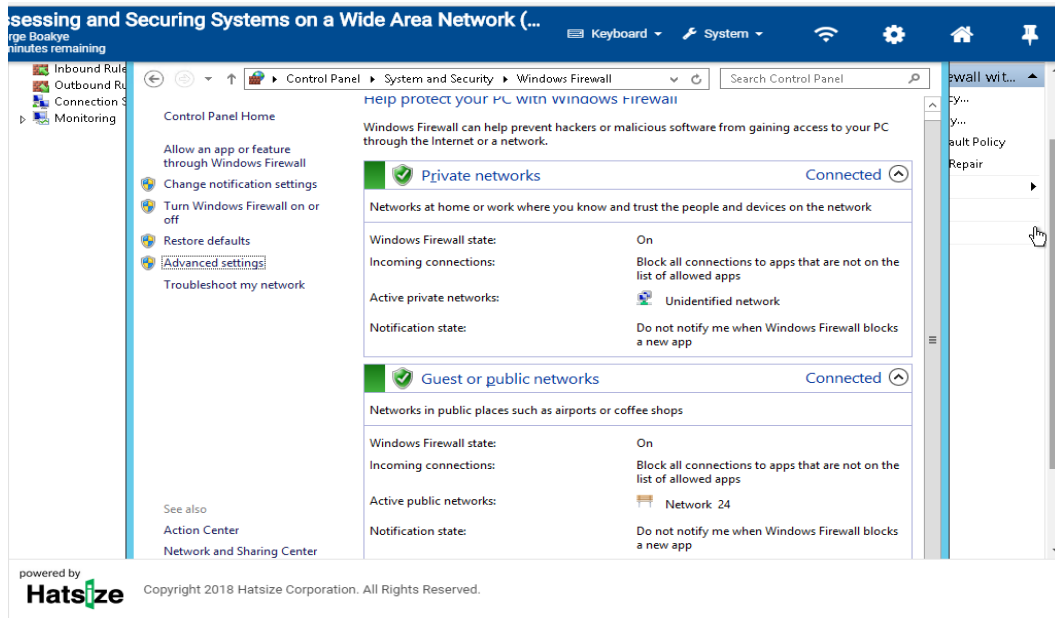 ssessing and Securing Systems on a Wide Area Network (...
rge Boakye
minutes remaining
Keyboard
System
Inbound Rule
Outbound Ru
Connection S
Monitoring
Control Panel
System and Security
Windows Firewall
Search Control Panel
Control Panel Home
Allow an app or feature
through Windows Firewall
Change notification settings
Turn Windows Firewall on or
off
Restore defaults
Advanced settings
Troubleshoot my network
See also
Action Center
Network and Sharing Center
Help protect your PC with Windows Firewall
Windows Firewall can help prevent hackers or malicious software from gaining access to your PC
through the Internet or a network.
Private networks
Connected
Networks at home or work where you know and trust the people and devices on the network
Windows Firewall state:
On
Incoming connections:
Block all connections to apps that are not on the
list of allowed apps
Active private networks:
Unidentified network
Notification state:
Do not notify me when Windows Firewall blocks
a new app
Guest or public networks
Connected
Networks in public places such as airports or coffee shops
Windows Firewall state:
On
Incoming connections:
Block all connections to apps that are not on the
list of allowed apps
Active public networks:
Network 24
Notification state:
Do not notify me when Windows Firewall blocks
a new app
ewall wit...
cy...
y...
ault Policy
Repair
powered by
Hatsize
Copyright 2018 Hatsize Corporation. All Rights Reserved.